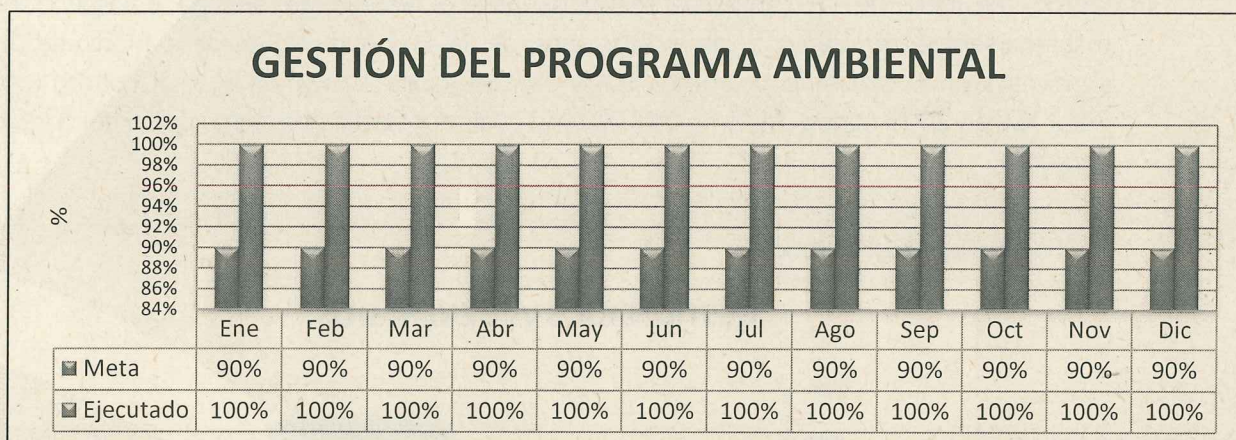 GESTIÓN DEL PROGRAMA AMBIENTAL
102%
100%
98%
96%
94%
92%
90%
88%
86%
84%
%
Ene Feb Mar Abr May Jun Jul Ago Sep Oct Nov Dic
Meta 90% 90% 90% 90% 90% 90% 90% 90% 90% 90% 90% 90%
Ejecutado 100% 100% 100% 100% 100% 100% 100% 100% 100% 100% 100% 100%